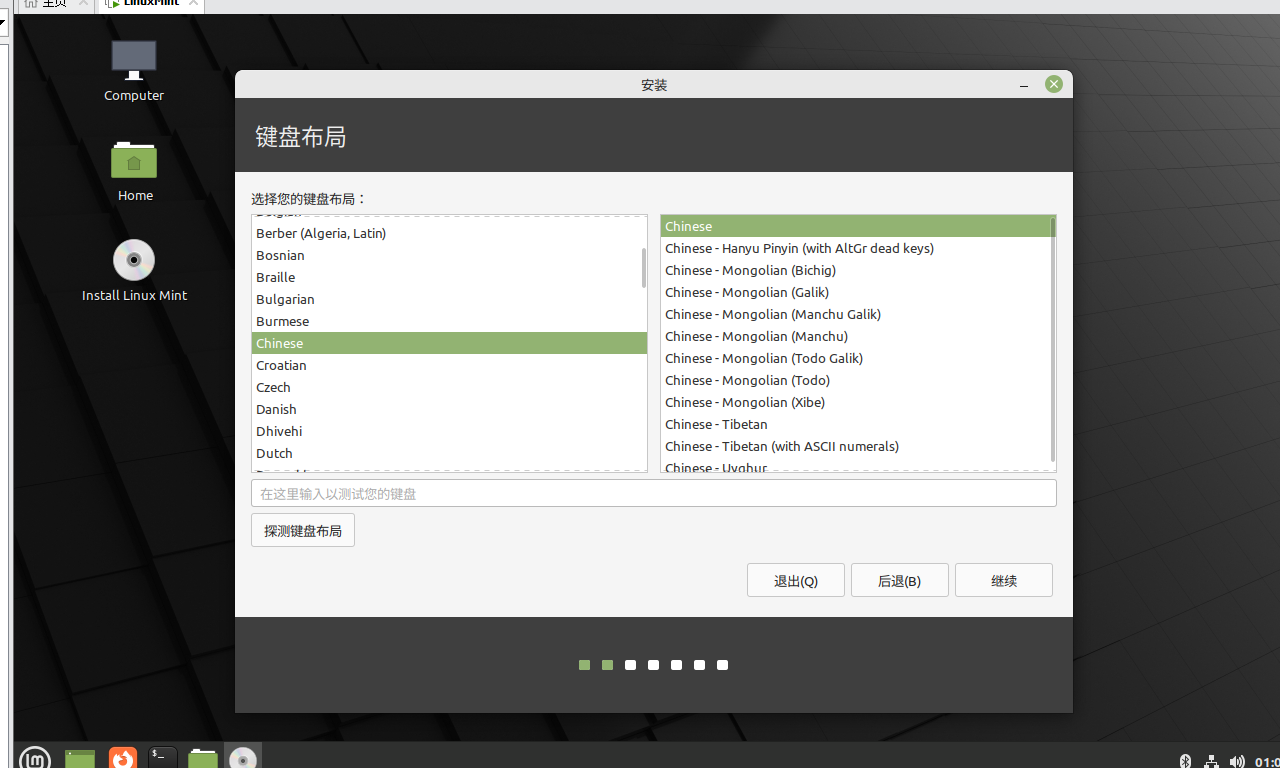 主页
LinuxMint
Computer
Home
Install Linux Mint
安装
键盘布局
选择您的键盘布局：
Belgian
Berber (Algeria, Latin)
Bosnian
Braille
Bulgarian
Burmese
Chinese
Croatian
Czech
Danish
Dhivehi
Dutch
Chinese
Chinese - Hanyu Pinyin (with AltGr dead keys)
Chinese - Mongolian (Bichig)
Chinese - Mongolian (Galik)
Chinese - Mongolian (Manchu Galik)
Chinese - Mongolian (Manchu)
Chinese - Mongolian (Todo Galik)
Chinese - Mongolian (Todo)
Chinese - Mongolian (Xibe)
Chinese - Tibetan
Chinese - Tibetan (with ASCII numerals)
Chinese - Uyghur
在这里输入以测试您的键盘
探测键盘布局
退出(Q)
后退(B)
继续
$_